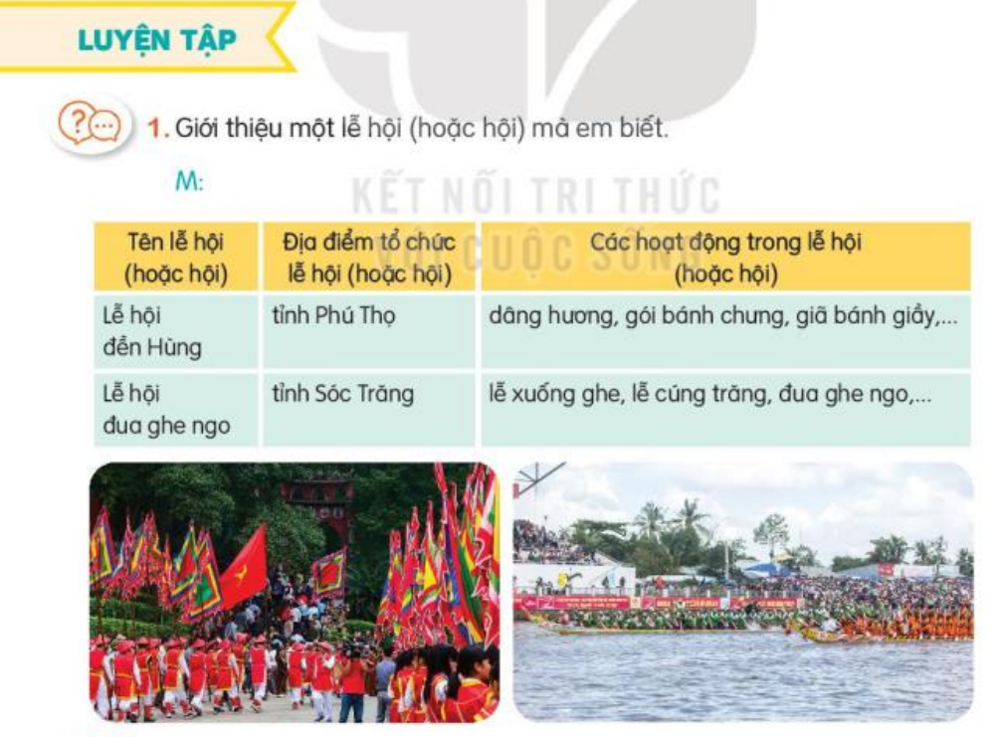 LUYỆN TẬP
1. Giới thiệu một lễ hội (hoặc hội) mà em biết.
M:
KẾT NỐI TRI THỨC
VỚI CUỘC SỐNG
Tên lễ hội
(hoặc hội)
Địa điểm tổ chức
lễ hội (hoặc hội)
Các hoạt động trong lễ hội
(hoặc hội)
Lễ hội
đền Hùng
tỉnh Phú Thọ
dâng hương, gói bánh chưng, giã bánh giầy,...
Lễ hội
đua ghe ngo
tỉnh Sóc Trăng
lễ xuống ghe, lễ cúng trăng, đua ghe ngo,...